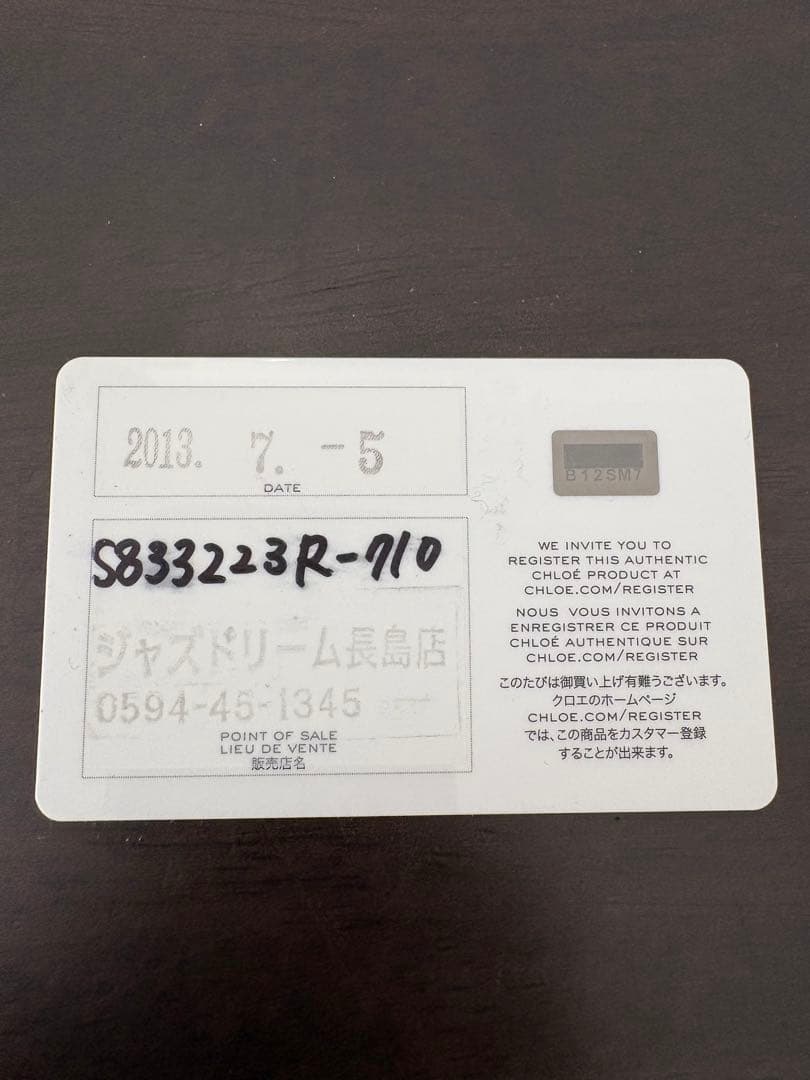 2013. 7. -5
DATE
S833223R-710
ジャズドリーム長島店
0594-45-1345
POINT OF SALE
LIEU DE VENTE
販売店名
B12SM7
WE INVITE YOU TO
REGISTER THIS AUTHENTIC
CHLOÉ PRODUCT AT
CHLOE.COM/REGISTER
NOUS VOUS INVITONS A
ENREGISTRER CE PRODUIT
CHLOÉ AUTHENTIQUE SUR
CHLOE.COM/REGISTER
このたびは御買い上げ有難うございます。
クロエのホームページ
CHLOE.COM/REGISTER
では、この商品をカスタマー登録
することが出来ます。